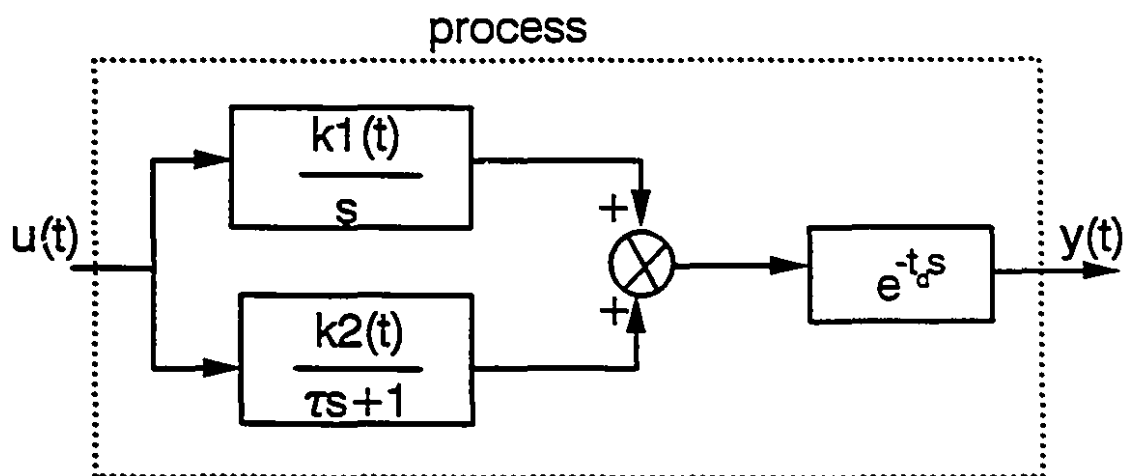 process
k1(t)
s
u(t)
+
+
k2(t)
τs+1
e^{-t_d s}
y(t)